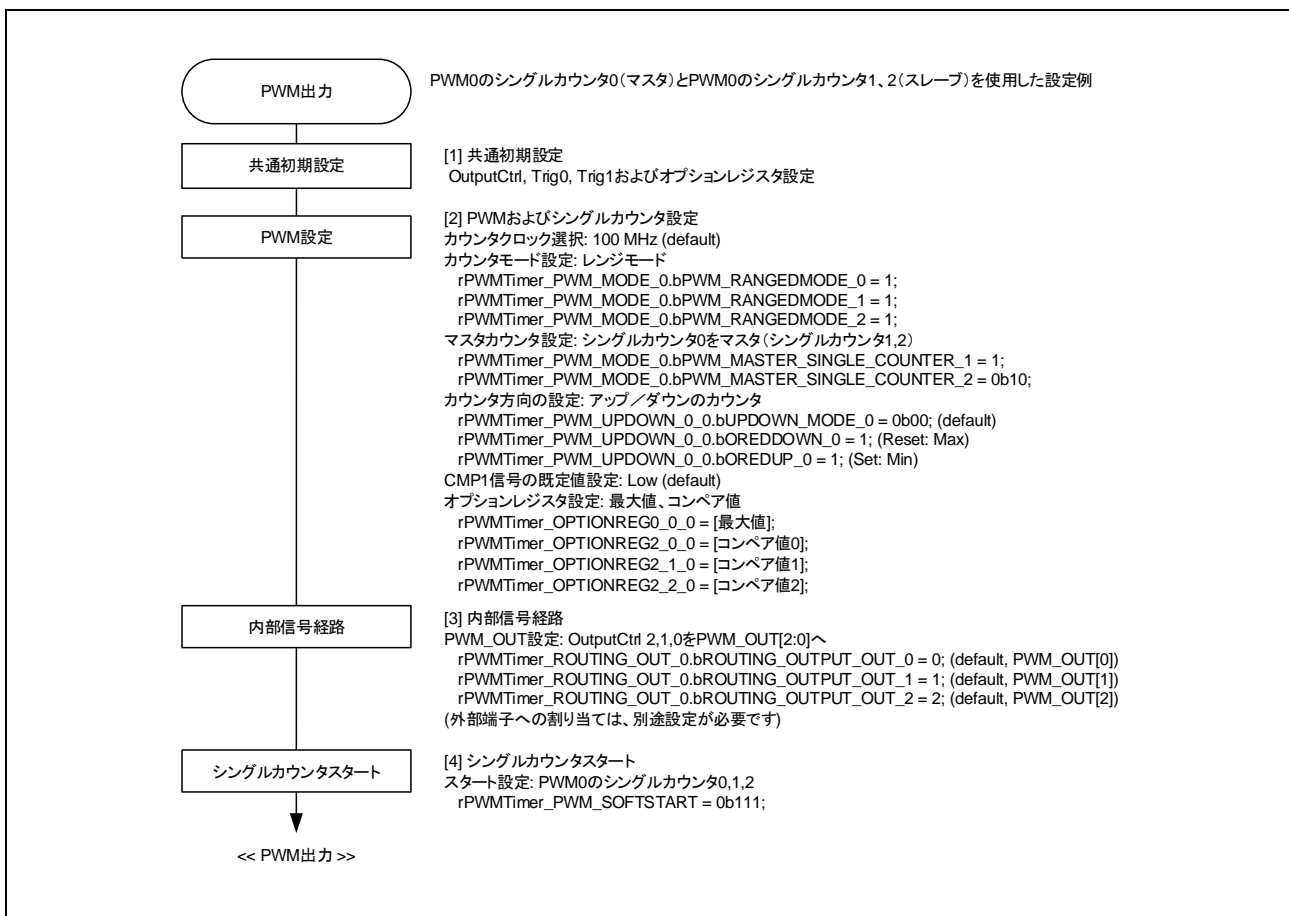 PWM出力
PWM0のシングルカウンタ0（マスタ）とPWM0のシングルカウンタ1、2（スレーブ）を使用した設定例
共通初期設定
[1] 共通初期設定
OutputCtrl, Trig0, Trig1およびオプションレジスタ設定
PWM設定
[2] PWMおよびシングルカウンタ設定
カウンタクロック選択: 100 MHz (default)
カウンタモード設定: レンジモード
rPWMTimer_PWM_MODE_0.bPWM_RANGEDMODE_0 = 1;
rPWMTimer_PWM_MODE_0.bPWM_RANGEDMODE_1 = 1;
rPWMTimer_PWM_MODE_0.bPWM_RANGEDMODE_2 = 1;
マスタカウンタ設定: シングルカウンタ0をマスタ（シングルカウンタ1,2）
rPWMTimer_PWM_MODE_0.bPWM_MASTER_SINGLE_COUNTER_1 = 1;
rPWMTimer_PWM_MODE_0.bPWM_MASTER_SINGLE_COUNTER_2 = 0b10;
カウンタ方向の設定: アップ／ダウンのカウンタ
rPWMTimer_PWM_UPDOWN_0_0.bUPDOWN_MODE_0 = 0b00; (default)
rPWMTimer_PWM_UPDOWN_0_0.bOREDDOWN_0 = 1; (Reset: Max)
rPWMTimer_PWM_UPDOWN_0_0.bOREDUP_0 = 1; (Set: Min)
CMP1信号の既定値設定: Low (default)
オプションレジスタ設定: 最大値、コンペア値
rPWMTimer_OPTIONREG0_0_0 = [最大値];
rPWMTimer_OPTIONREG2_0_0 = [コンペア値0];
rPWMTimer_OPTIONREG2_1_0 = [コンペア値1];
rPWMTimer_OPTIONREG2_2_0 = [コンペア値2];
内部信号経路
[3] 内部信号経路
PWM_OUT設定: OutputCtrl 2,1,0をPWM_OUT[2:0]へ
rPWMTimer_ROUTING_OUT_0.bROUTING_OUTPUT_OUT_0 = 0; (default, PWM_OUT[0])
rPWMTimer_ROUTING_OUT_0.bROUTING_OUTPUT_OUT_1 = 1; (default, PWM_OUT[1])
rPWMTimer_ROUTING_OUT_0.bROUTING_OUTPUT_OUT_2 = 2; (default, PWM_OUT[2])
(外部端子への割り当ては、別途設定が必要です)
シングルカウンタスタート
[4] シングルカウンタスタート
スタート設定: PWM0のシングルカウンタ0,1,2
rPWMTimer_PWM_SOFTSTART = 0b111;
<< PWM出力 >>